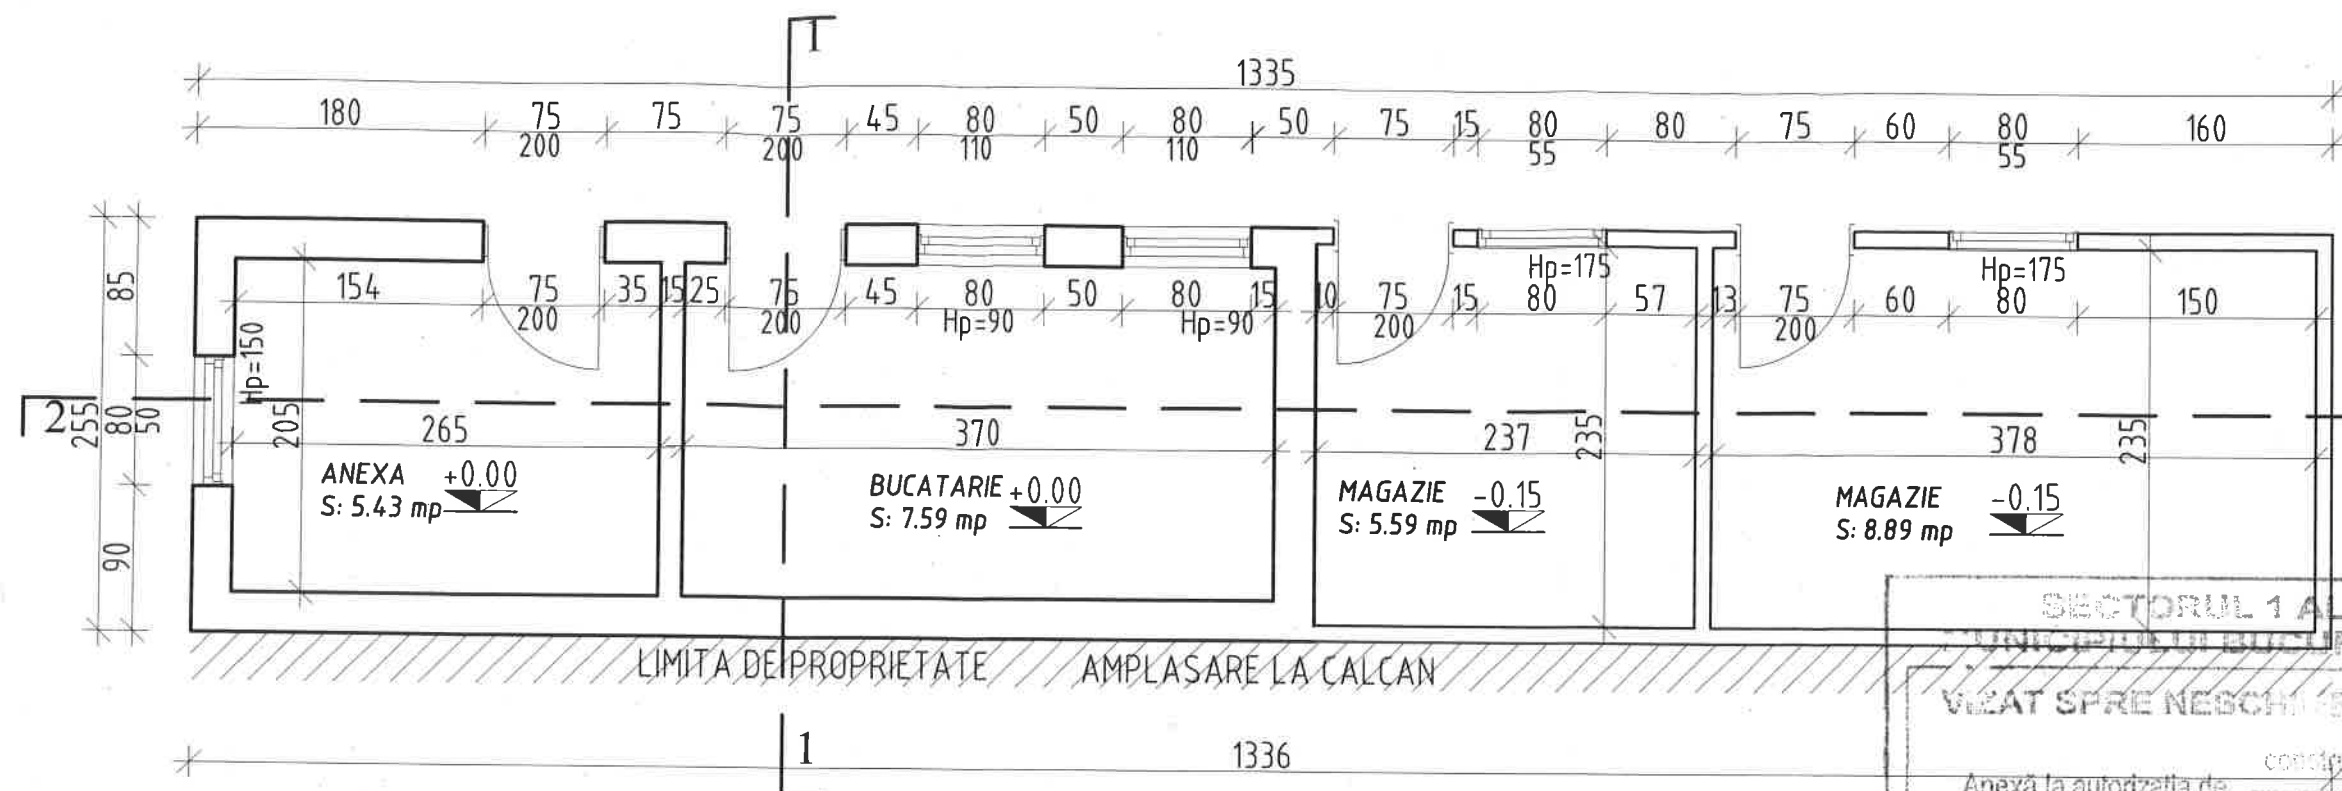 1
1335
180 75 75 75 45 80 50 80 50 75 15 80 80 75 60 80 160
200 200 110 110 55 55
Hp=175 Hp=175
154 75 35 15 25 75 45 80 50 80 15 10 75 15 80 57 13 75 60 80 150
200 200 Hp=90 Hp=90 200 200
85
Hp=150
2
255
80
50
90
205
265 370 237 235 378 235
ANEXA +0.00
S: 5.43 mp
BUCATARIE +0.00
S: 7.59 mp
MAGAZIE -0.15
S: 5.59 mp
MAGAZIE -0.15
S: 8.89 mp
LIMITA DE PROPRIETATE AMPLASARE LA CALCAN
1
1336
SECTORUL 1 AL
VIZAT SPRE
Anexă la autorizaţia de